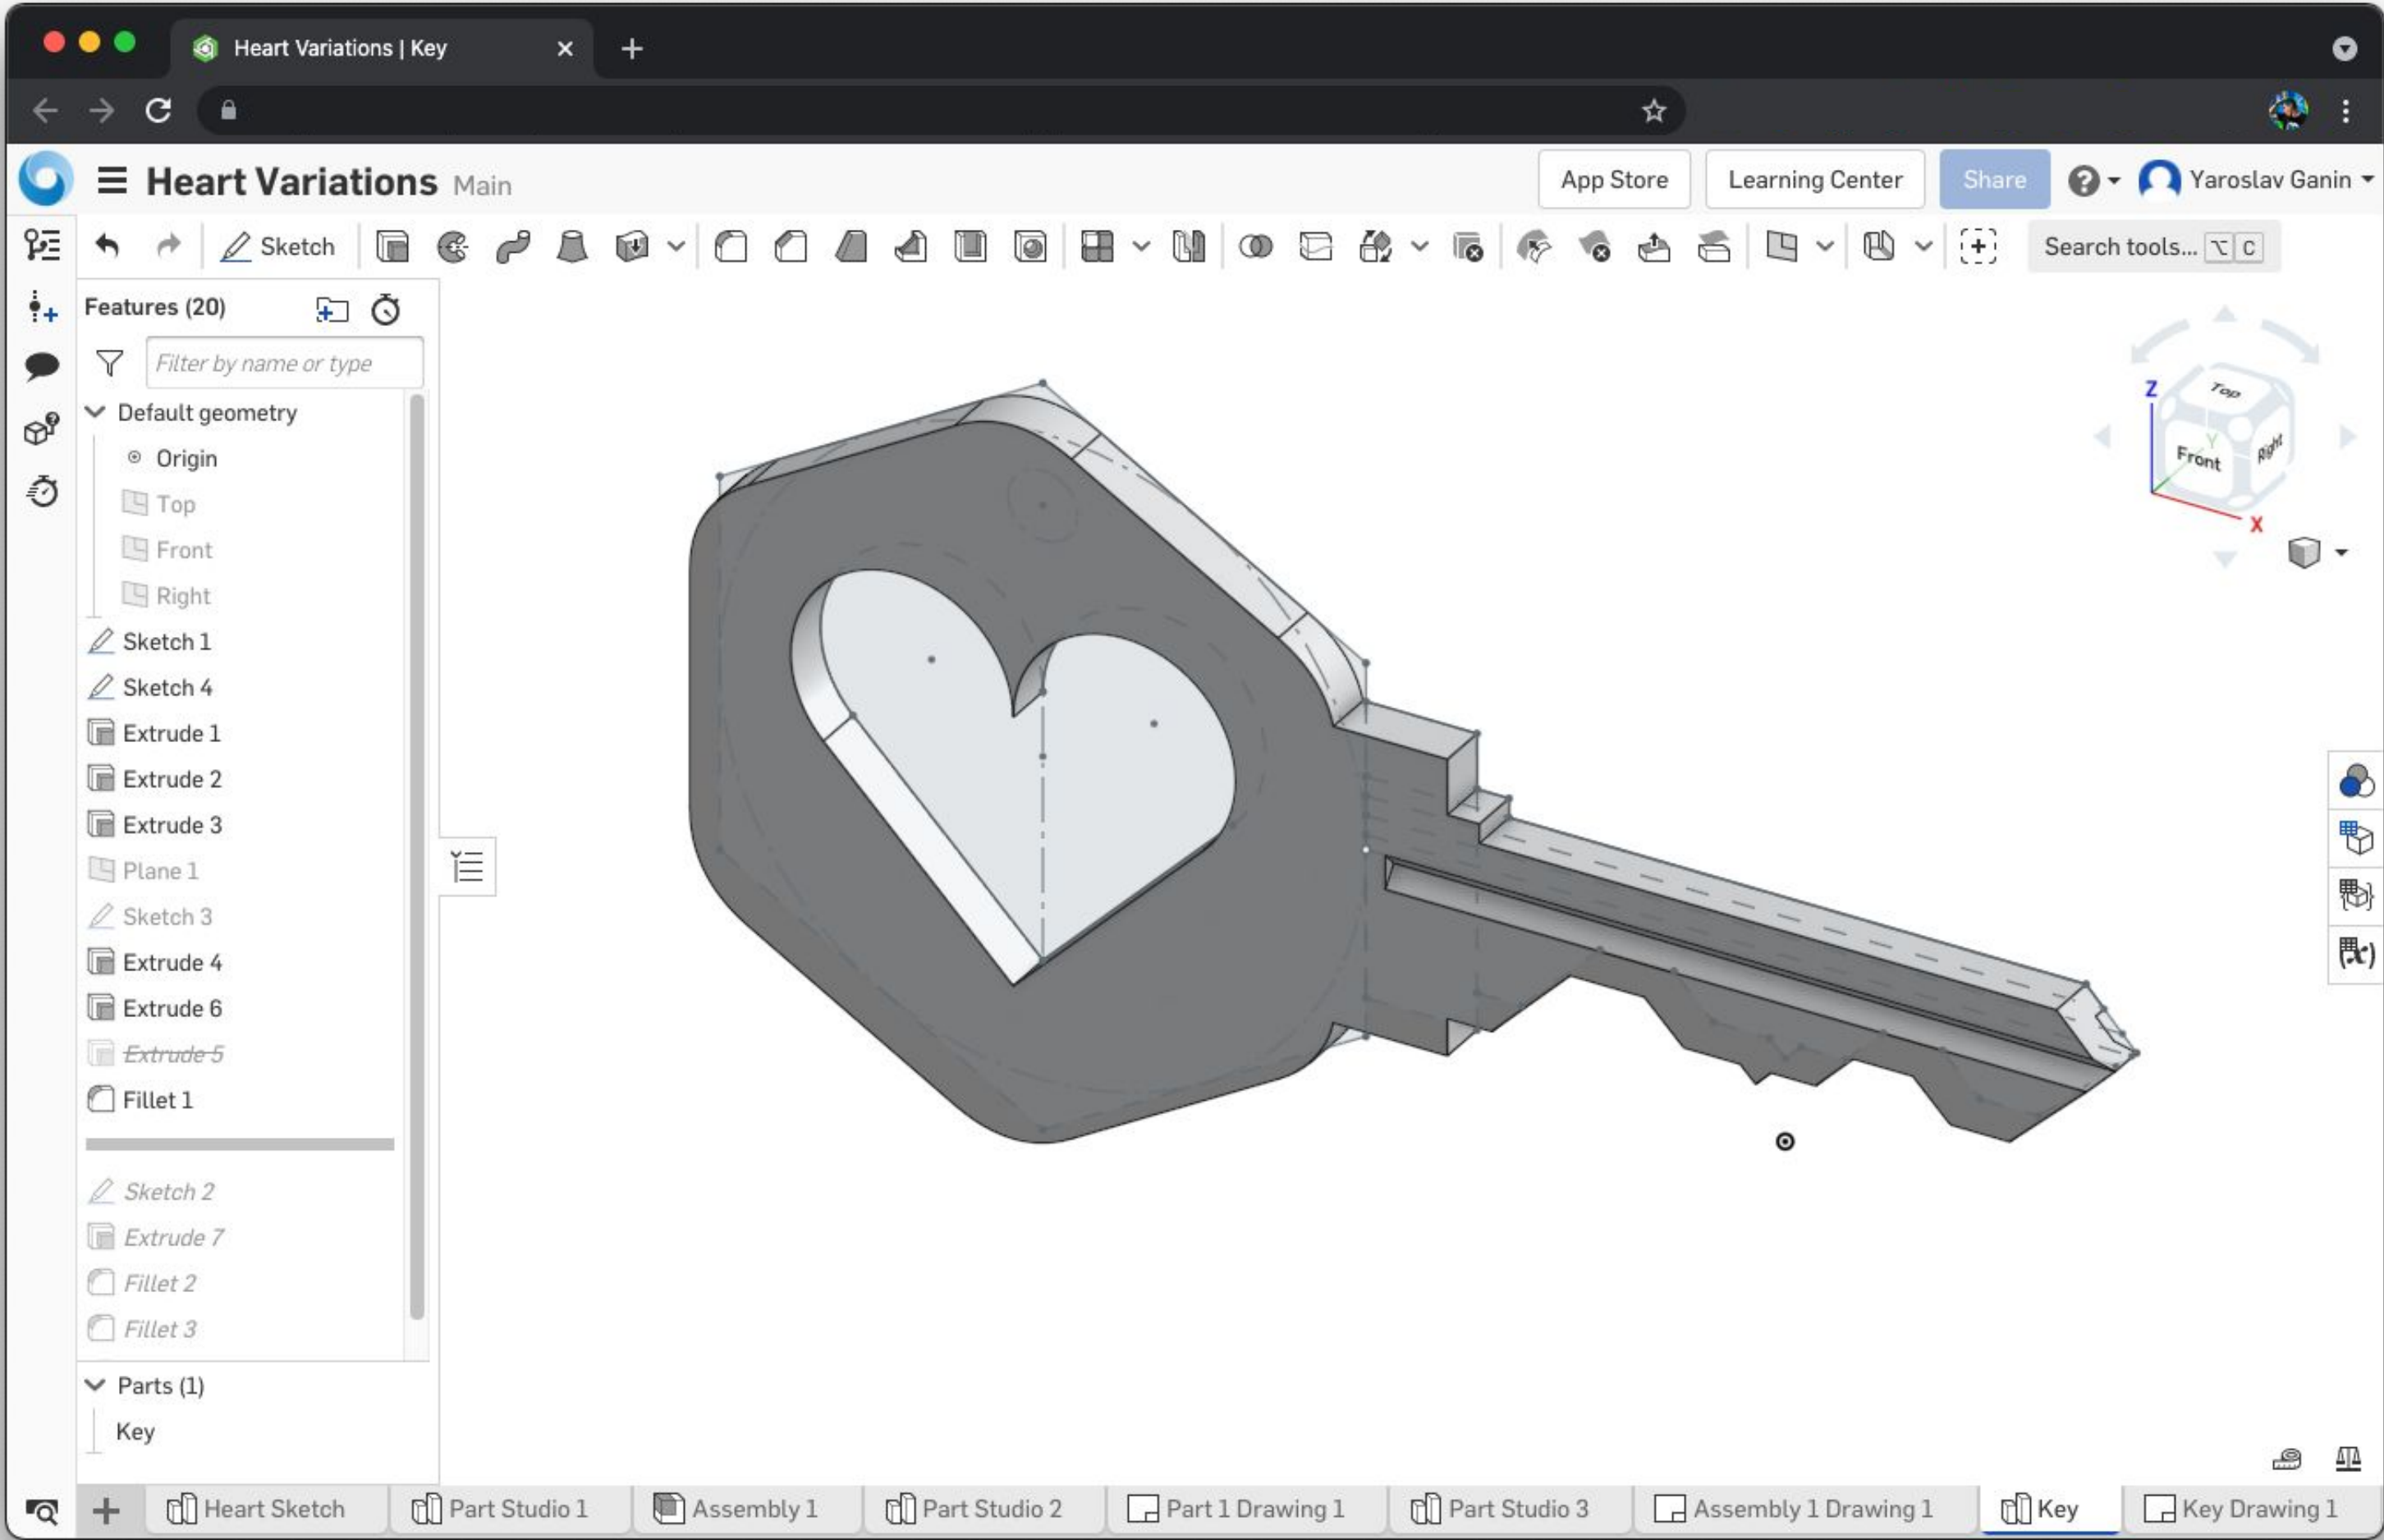 Heart Variations | Key
Heart Variations Main
App Store
Learning Center
Share
Yaroslav Ganin
Sketch
Search tools... ⌥ C
Features (20)
Filter by name or type
Default geometry
Origin
Top
Front
Right
Sketch 1
Sketch 4
Extrude 1
Extrude 2
Extrude 3
Plane 1
Sketch 3
Extrude 4
Extrude 6
Extrude 5
Fillet 1
Sketch 2
Extrude 7
Fillet 2
Fillet 3
Parts (1)
Key
Z
Top
Y
Front
Right
X
Heart Sketch
Part Studio 1
Assembly 1
Part Studio 2
Part 1 Drawing 1
Part Studio 3
Assembly 1 Drawing 1
Key
Key Drawing 1